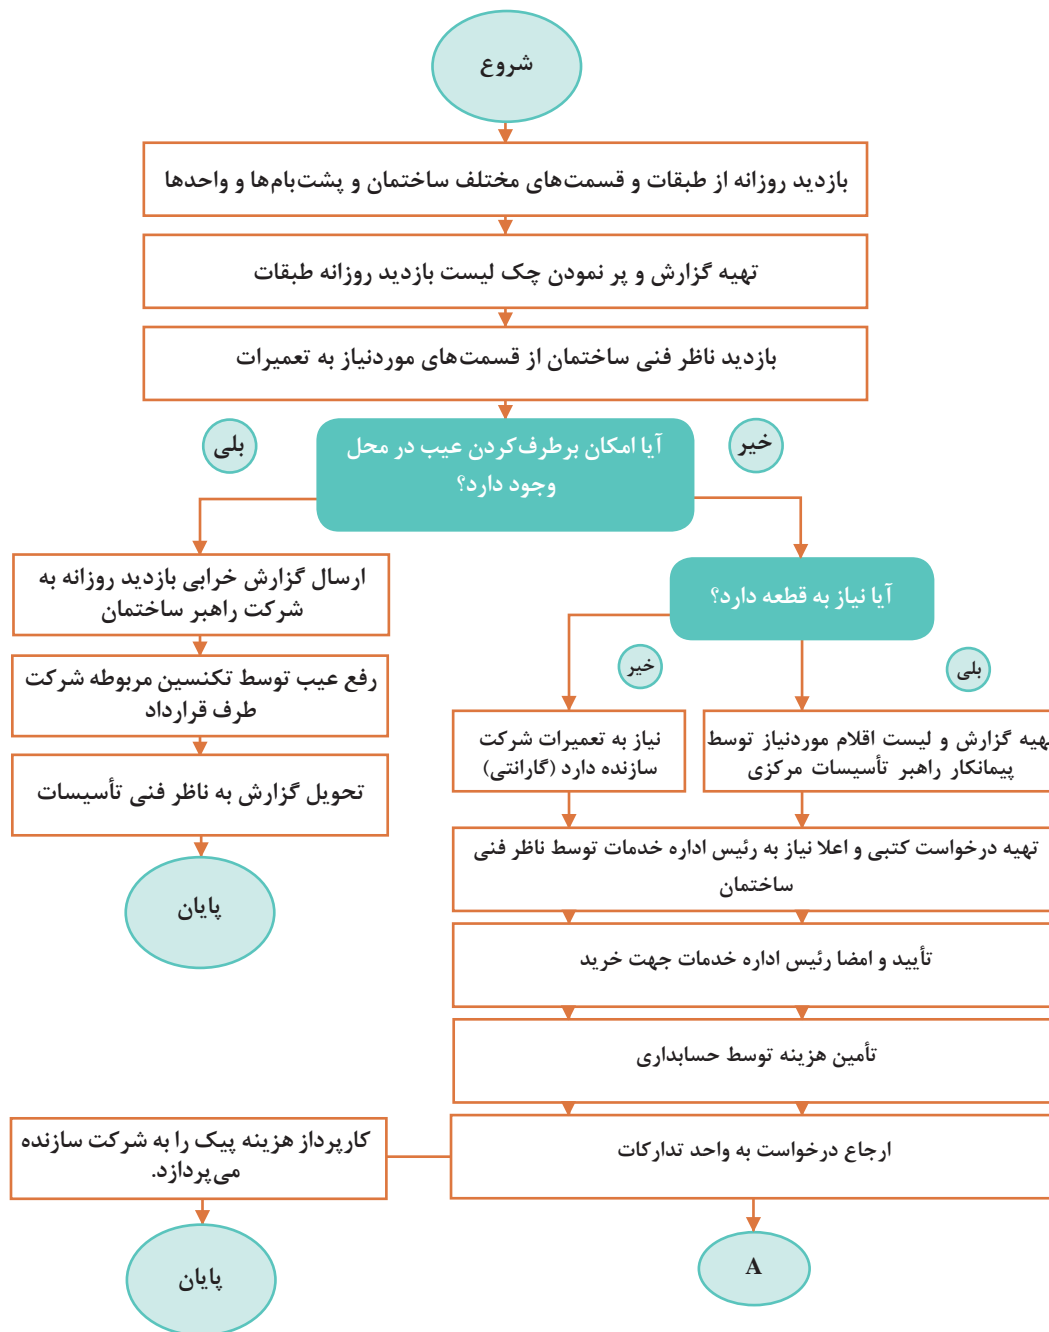 شروع
بازدید روزانه از طبقات و قسمت‌های مختلف ساختمان و پشت‌بام‌ها و واحدها
تهیه گزارش و پر نمودن چک لیست بازدید روزانه طبقات
بازدید ناظر فنی ساختمان از قسمت‌های موردنیاز به تعمیرات
خیر
آیا امکان برطرف‌کردن عیب در محل
وجود دارد؟
بلی
آیا نیاز به قطعه دارد؟
ارسال گزارش خرابی بازدید روزانه به
شرکت راهبر ساختمان
بلی
خیر
رفع عیب توسط تکنسین مربوطه شرکت
طرف قرارداد
هیه گزارش و لیست اقلام موردنیاز توسط
پیمانکار راهبر تأسیسات مرکزی
نیاز به تعمیرات شرکت
سازنده دارد (گارانتی)
تحویل گزارش به ناظر فنی تأسیسات
تهیه درخواست کتبی و اعلا نیاز به رئیس اداره خدمات توسط ناظر فنی
ساختمان
پایان
تأیید و امضا رئیس اداره خدمات جهت خرید
تأمین هزینه توسط حسابداری
ارجاع درخواست به واحد تدارکات
کارپرداز هزینه پیک را به شرکت سازنده
می‌پردازد.
A
پایان